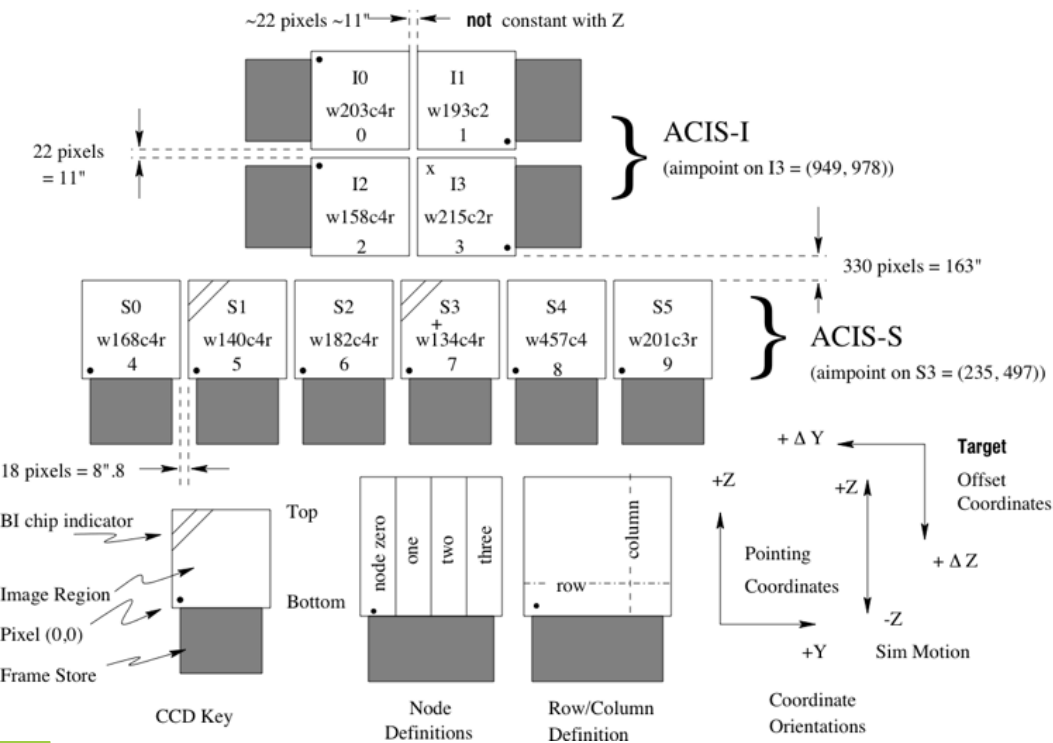 ~22 pixels ~11"
not constant with Z
I0
w203c4r
0
I1
w193c2
1
ACIS-I
(aimpoint on I3 = (949, 978))
22 pixels
= 11"
I2
w158c4r
2
x
I3
w215c2r
3
330 pixels = 163"
S0
w168c4r
4
S1
w140c4r
5
S2
w182c4r
6
S3
+
w134c4r
7
S4
w457c4
8
S5
w201c3r
9
ACIS-S
(aimpoint on S3 = (235, 497))
18 pixels = 8".8
BI chip indicator
Image Region
Pixel (0,0)
Frame Store
Top
Bottom
CCD Key
node zero
one
two
three
Node
Definitions
row
column
Row/Column
Definition
+ Δ Y
Target
Offset
Coordinates
+ Δ Z
+Z
Pointing
Coordinates
+Y
+Z
-Z
Sim Motion
Coordinate
Orientations